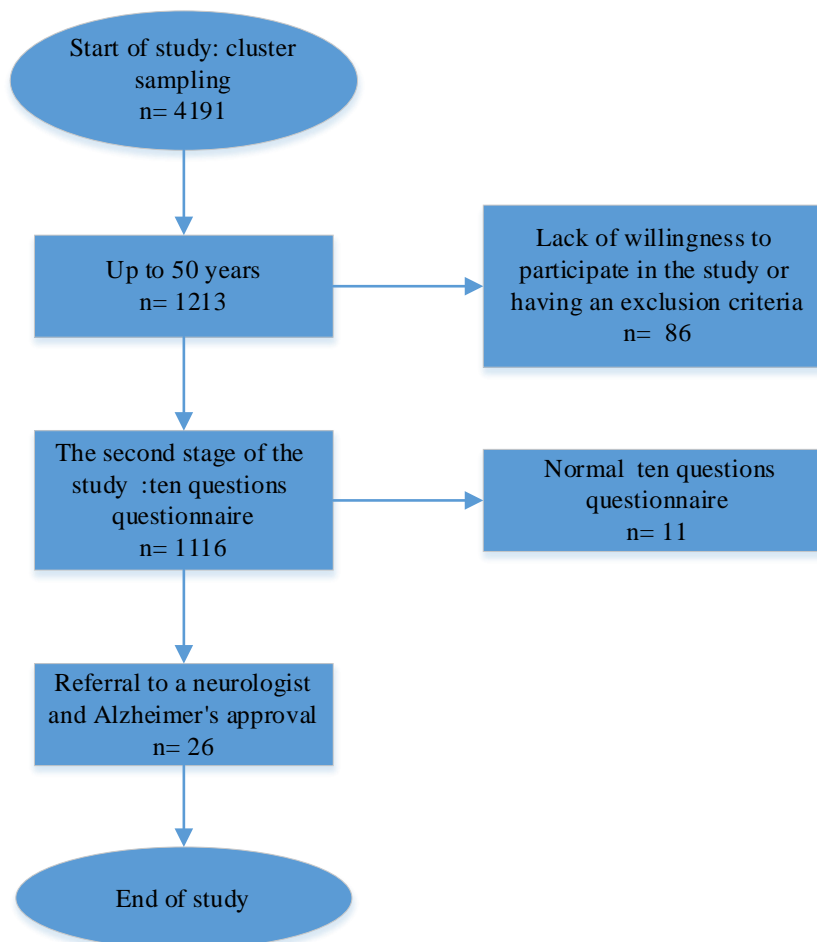 Start of study: cluster
sampling
n= 4191
Up to 50 years
n= 1213
Lack of willingness to
participate in the study or
having an exclusion criteria
n= 86
The second stage of the
study :ten questions
questionnaire
n= 1116
Normal ten questions
questionnaire
n= 11
Referral to a neurologist
and Alzheimer's approval
n= 26
End of study